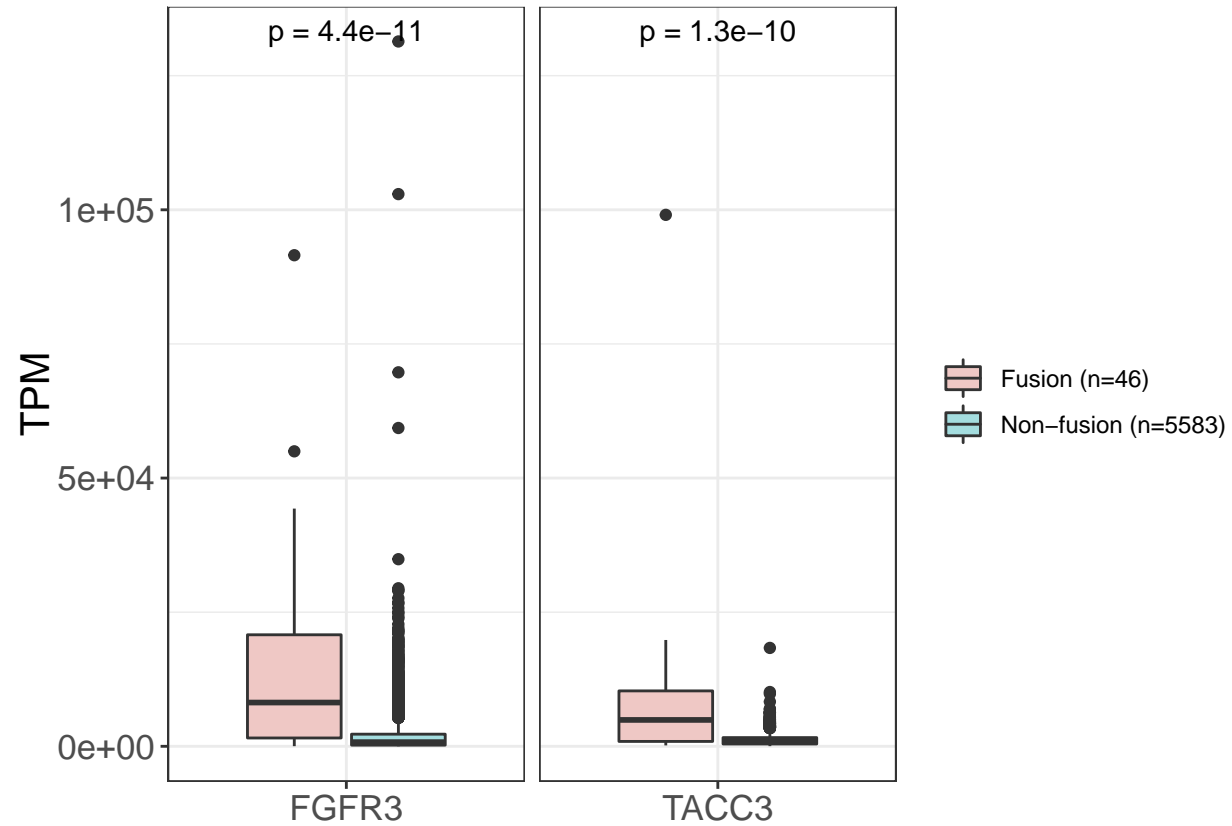 p = 4.4e−11
p = 1.3e−10
1e+05
5e+04
0e+00
TPM
FGFR3
TACC3
Fusion (n=46)
Non−fusion (n=5583)